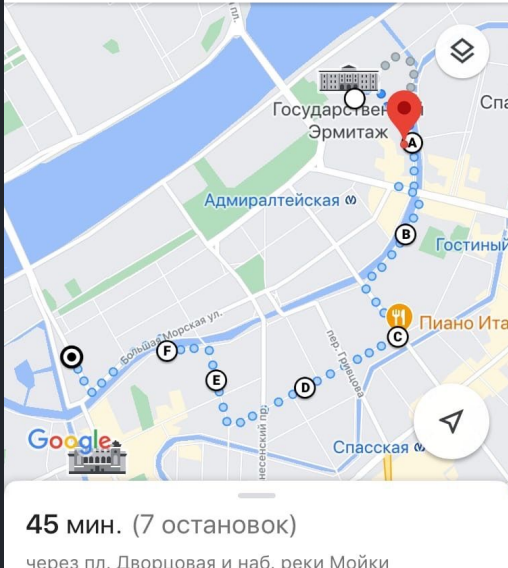 пл.
Государственный
Эрмитаж
Спа
A
Адмиралтейская
B
Гостиный
Большая Морская ул.
Пиано Ита
C
F
пер. Гривцова
E
D
Google
несенский пр.
Спасская
45 мин. (7 остановок)
через пл. Дворцовая и наб. реки Мойки